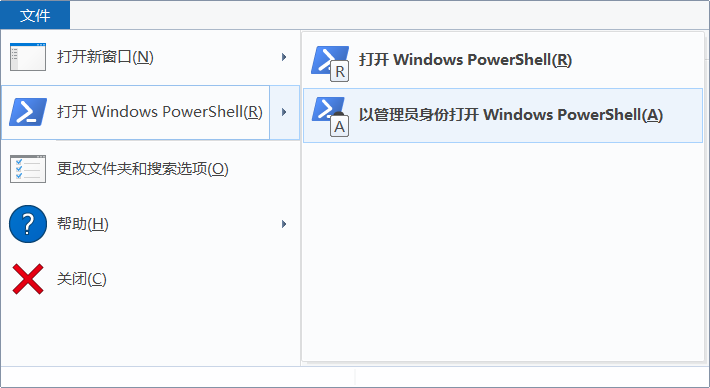 文件
打开新窗口(N)
打开 Windows PowerShell(R)
更改文件夹和搜索选项(O)
帮助(H)
关闭(C)
打开 Windows PowerShell(R)
R
以管理员身份打开 Windows PowerShell(A)
A